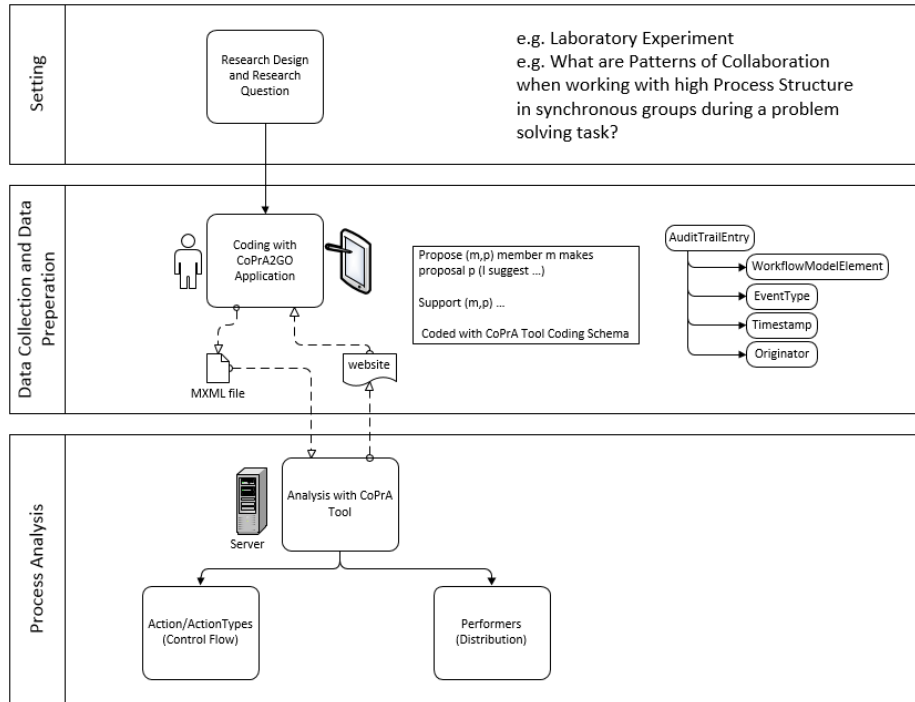 Setting
Research Design
and Research
Question
e.g. Laboratory Experiment
e.g. What are Patterns of Collaboration
when working with high Process Structure
in synchronous groups during a problem
solving task?
Data Collection and Data
Preperation
Coding with
CoPrA2GO
Application
Propose (m,p) member m makes
proposal p (I suggest ...)
Support (m,p) ...
Coded with CoPrA Tool Coding Schema
AuditTrailEntry
WorkflowModelElement
EventType
Timestamp
Originator
MXML file
website
Process Analysis
Analysis with CoPrA
Tool
Server
Action/ActionTypes
(Control Flow)
Performers
(Distribution)